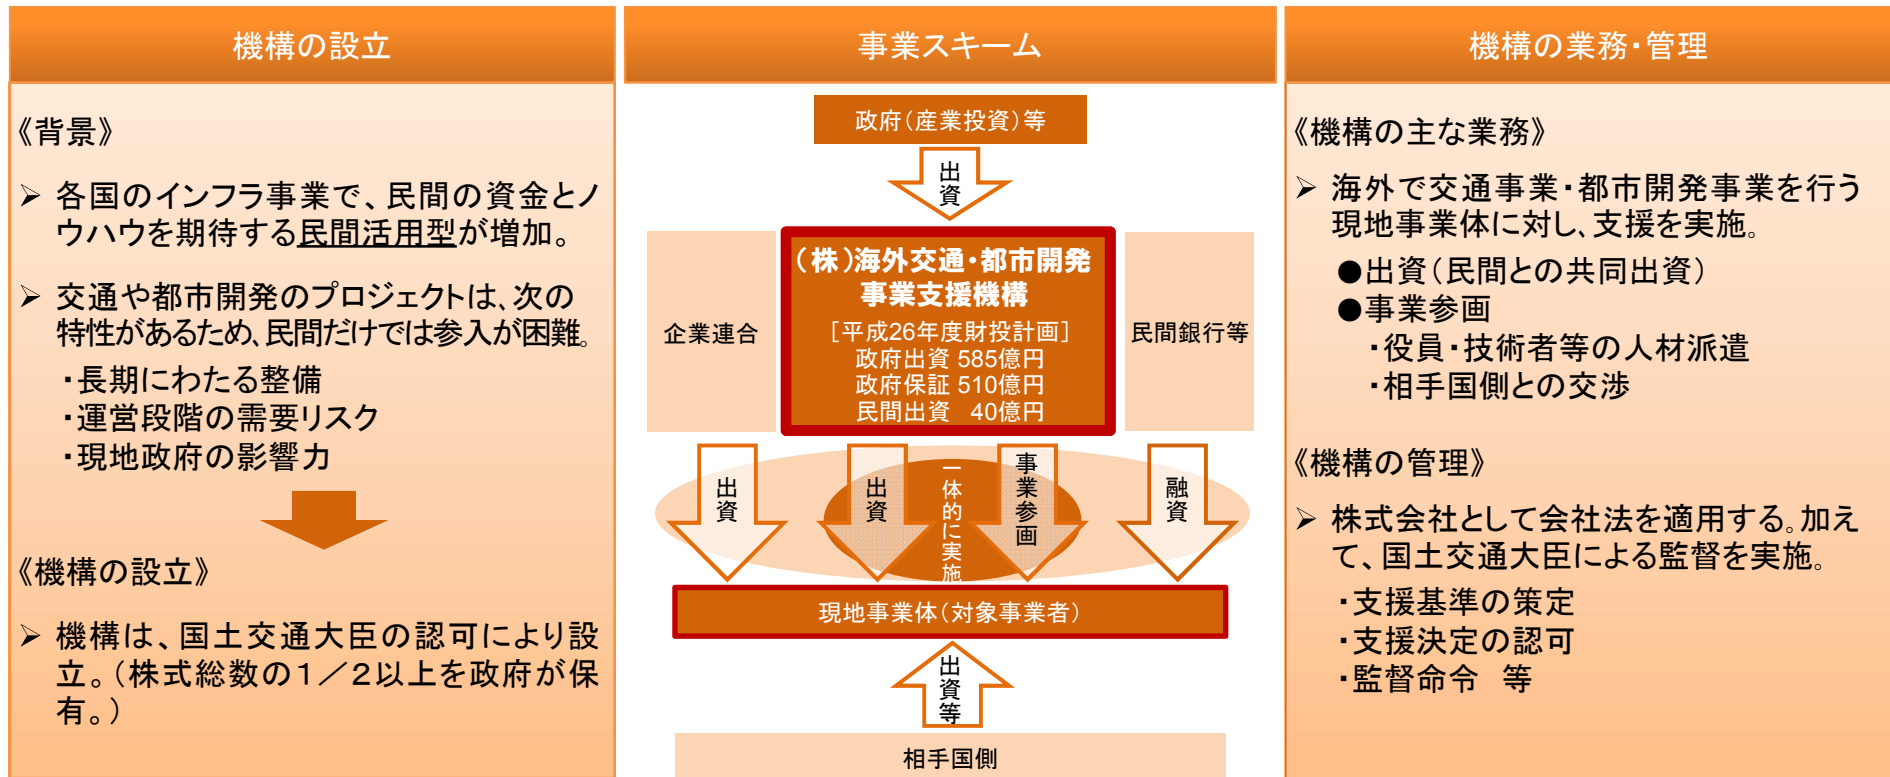 機構の設立
《背景》
➢ 各国のインフラ事業で、民間の資金とノ
ウハウを期待する民間活用型が増加。
➢ 交通や都市開発のプロジェクトは、次の
特性があるため、民間だけでは参入が困難。
・長期にわたる整備
・運営段階の需要リスク
・現地政府の影響力
《機構の設立》
➢ 機構は、国土交通大臣の認可により設
立。(株式総数の1/2以上を政府が保
有。)
事業スキーム
政府(産業投資)等
出資
企業連合
(株)海外交通・都市開発
事業支援機構
[平成26年度財投計画]
政府出資 585億円
政府保証 510億円
民間出資 40億円
民間銀行等
出資
出資
一体的に実施
事業参画
融資
現地事業体(対象事業者)
出資等
相手国側
機構の業務・管理
《機構の主な業務》
➢ 海外で交通事業・都市開発事業を行う
現地事業体に対し、支援を実施。
●出資(民間との共同出資)
●事業参画
・役員・技術者等の人材派遣
・相手国側との交渉
《機構の管理》
➢ 株式会社として会社法を適用する。加え
て、国土交通大臣による監督を実施。
・支援基準の策定
・支援決定の認可
・監督命令 等